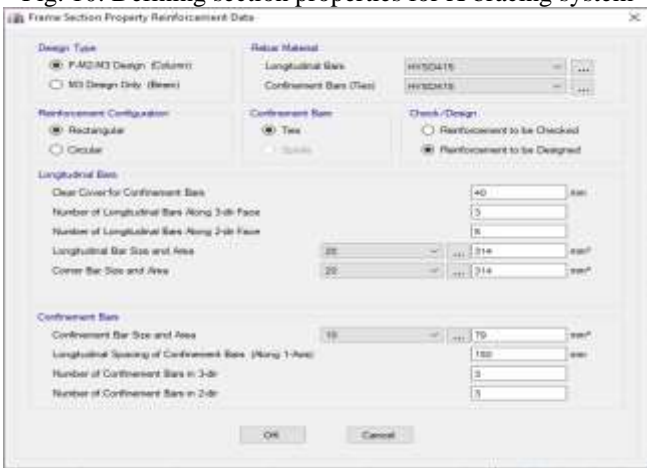 Fig. 10. Defining section properties for X bracing system
Frame Section Property Reinforcement Data
Design Type
P-M2-M3 Design (Column)
M3 Design Only (Beam)
Rebar Material
Longitudinal Bars HYSD415 ...
Confinement Bars (Ties) HYSD415 ...
Reinforcement Configuration
Rectangular
Circular
Confinement Bars
Ties
Spirals
Check/Design
Reinforcement to be Checked
Reinforcement to be Designed
Longitudinal Bars
Clear Cover for Confinement Bars 40 mm
Number of Longitudinal Bars Along 3-dir Face 3
Number of Longitudinal Bars Along 2-dir Face
Longitudinal Bar Size and Area 20 ... 314 mm²
Corner Bar Size and Area 20 ... 314 mm²
Confinement Bars
Confinement Bar Size and Area 10 ... 79 mm²
Longitudinal Spacing of Confinement Bars (Along 1-Axis) 150 mm
Number of Confinement Bars in 3-dir 3
Number of Confinement Bars in 2-dir 3
OK Cancel